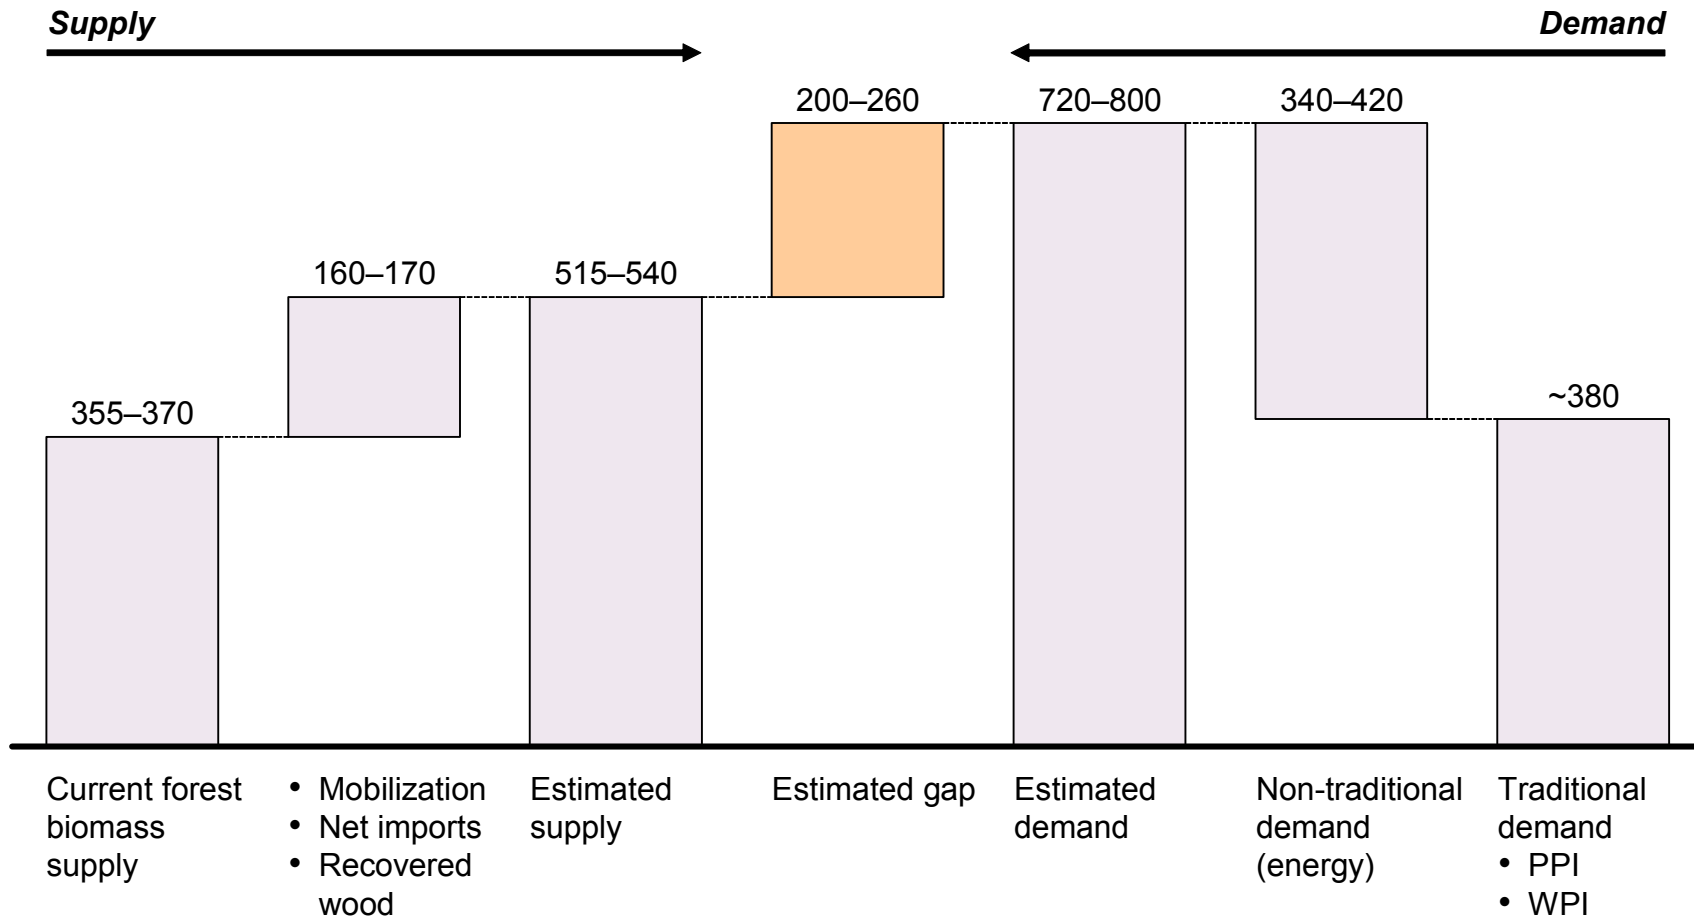 Supply
Demand
200–260
720–800
340–420
160–170
515–540
355–370
~380
Current forest
biomass
supply
• Mobilization
• Net imports
• Recovered
wood
Estimated
supply
Estimated gap
Estimated
demand
Non-traditional
demand
(energy)
Traditional
demand
• PPI
• WPI